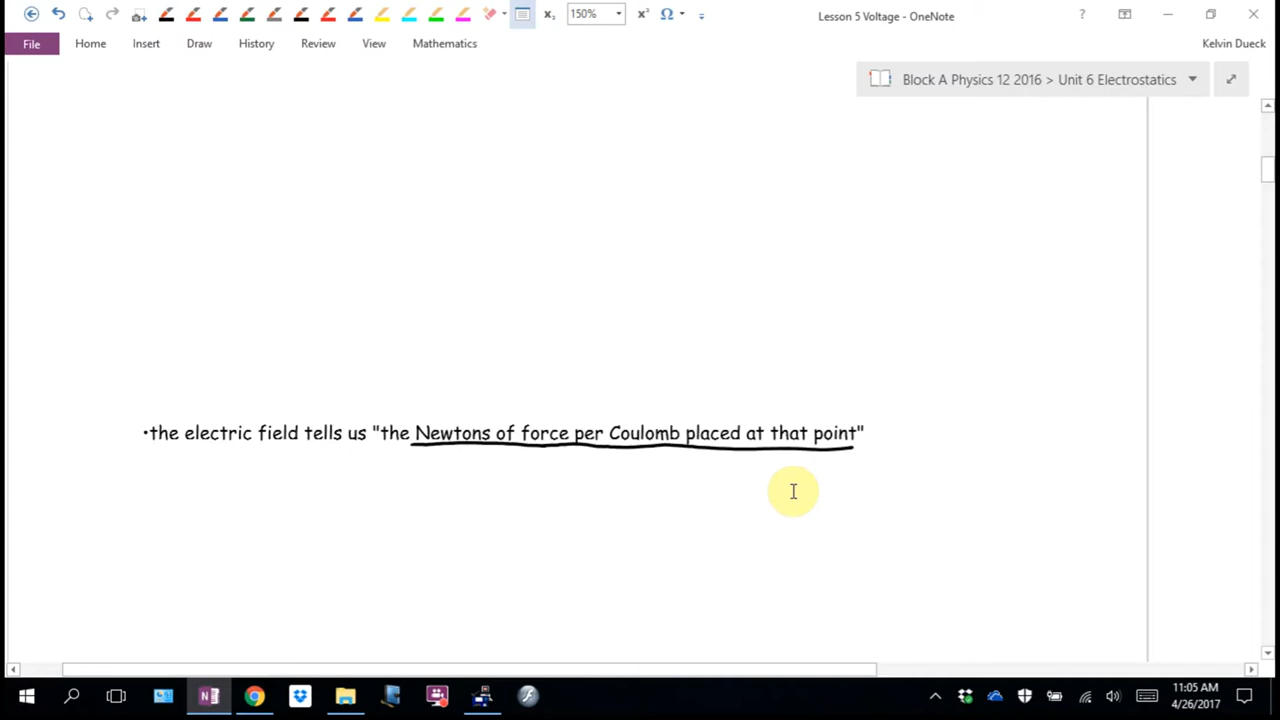 150%
Lesson 5 Voltage - OneNote
File Home Insert Draw History Review View Mathematics
Kelvin Dueck
Block A Physics 12 2016 > Unit 6 Electrostatics
•the electric field tells us "the Newtons of force per Coulomb placed at that point"
11:05 AM
4/26/2017